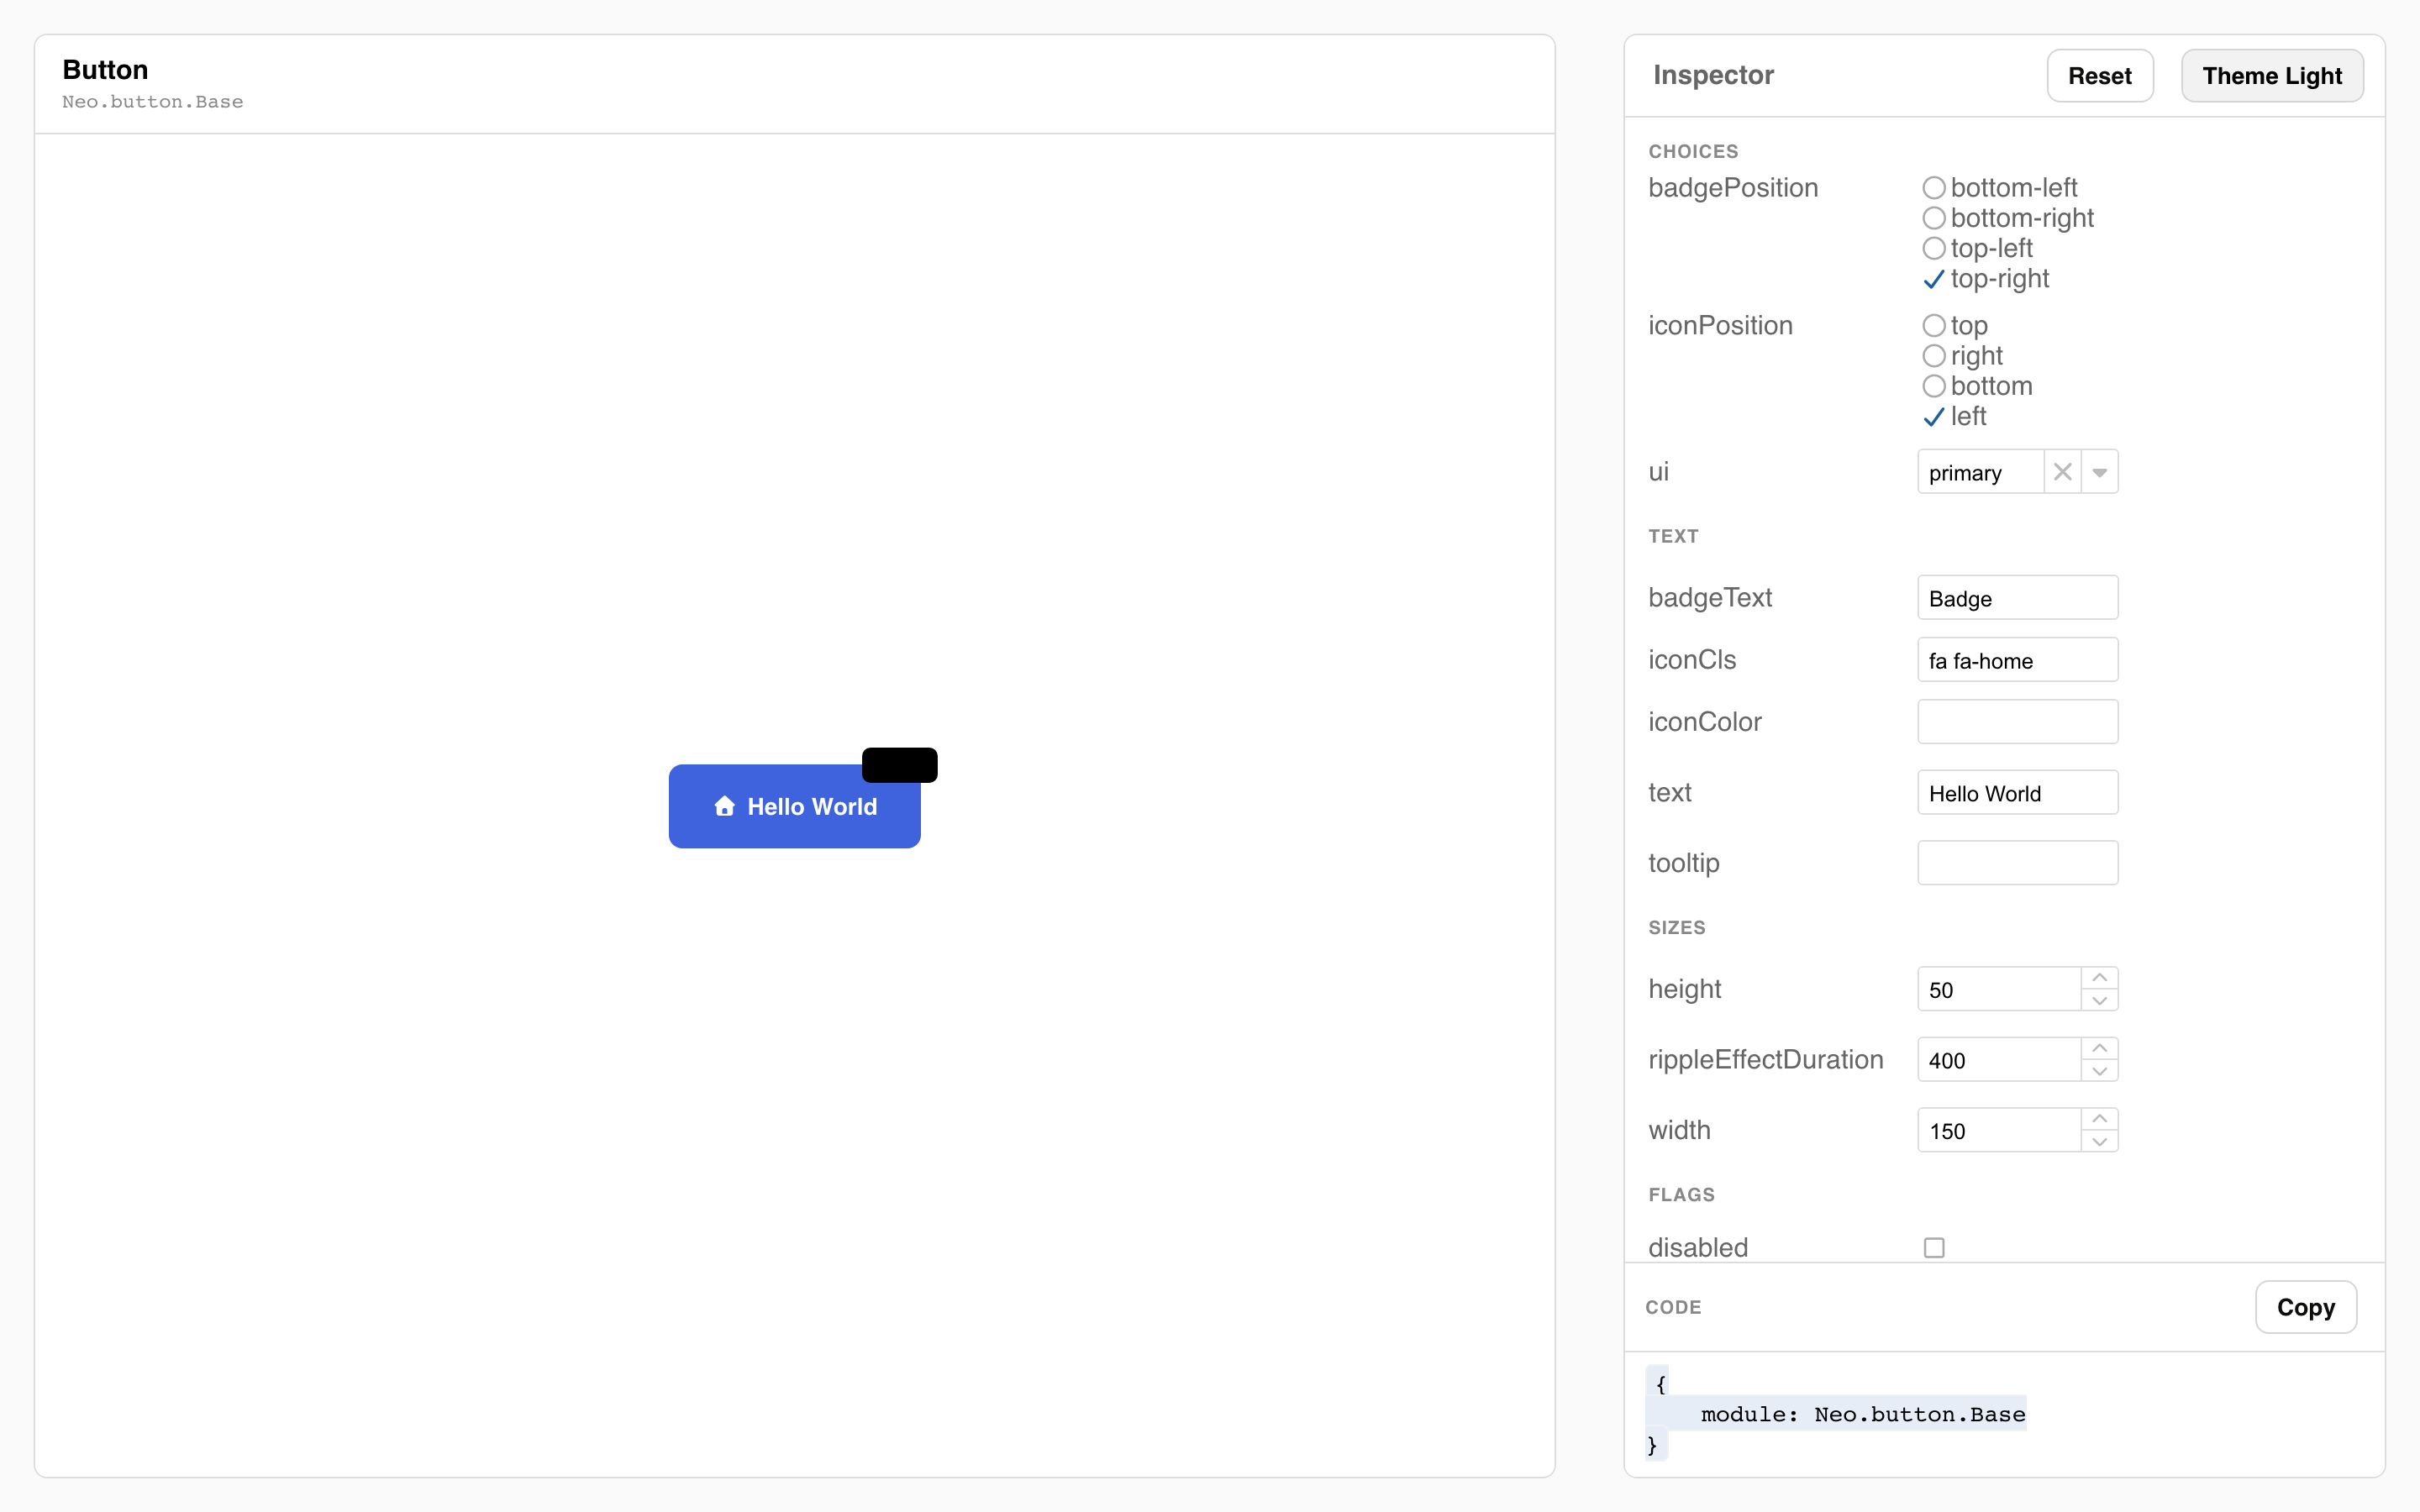 Button
Neo.button.Base
Hello World
Inspector
Reset
Theme Light
CHOICES
badgePosition
bottom-left
bottom-right
top-left
top-right
iconPosition
top
right
bottom
left
ui
primary
TEXT
badgeText
Badge
iconCls
fa fa-home
iconColor
text
Hello World
tooltip
SIZES
height
50
rippleEffectDuration
400
width
150
FLAGS
disabled
CODE
Copy
{
module: Neo.button.Base
}